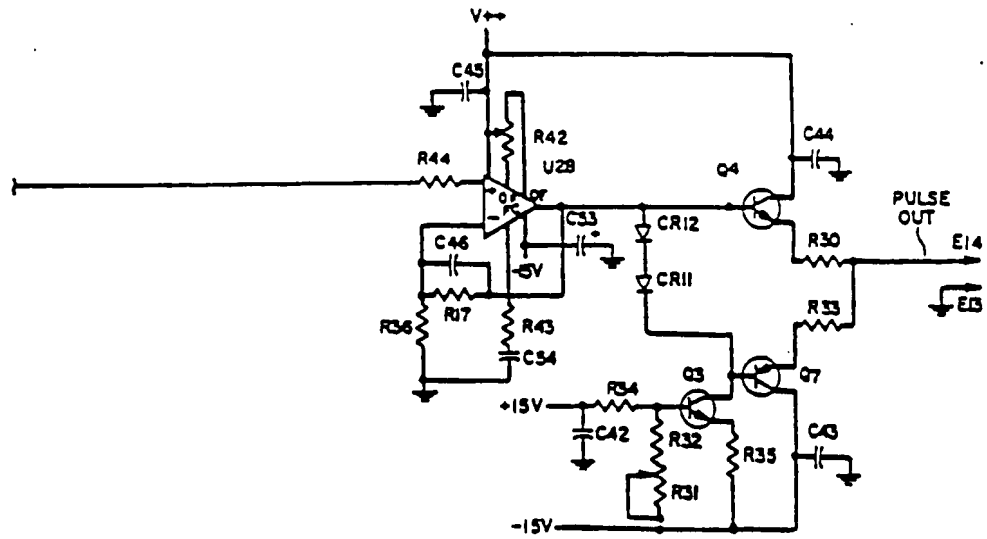 V++
C45
R42
U28
R44
+
-
C46
R17
R36
R43
C54
-5V
C53
+
CR12
CR11
Q4
C44
R30
PULSE
OUT
E14
E13
R33
Q7
Q3
R34
+15V
C42
R32
R31
R35
C43
-15V